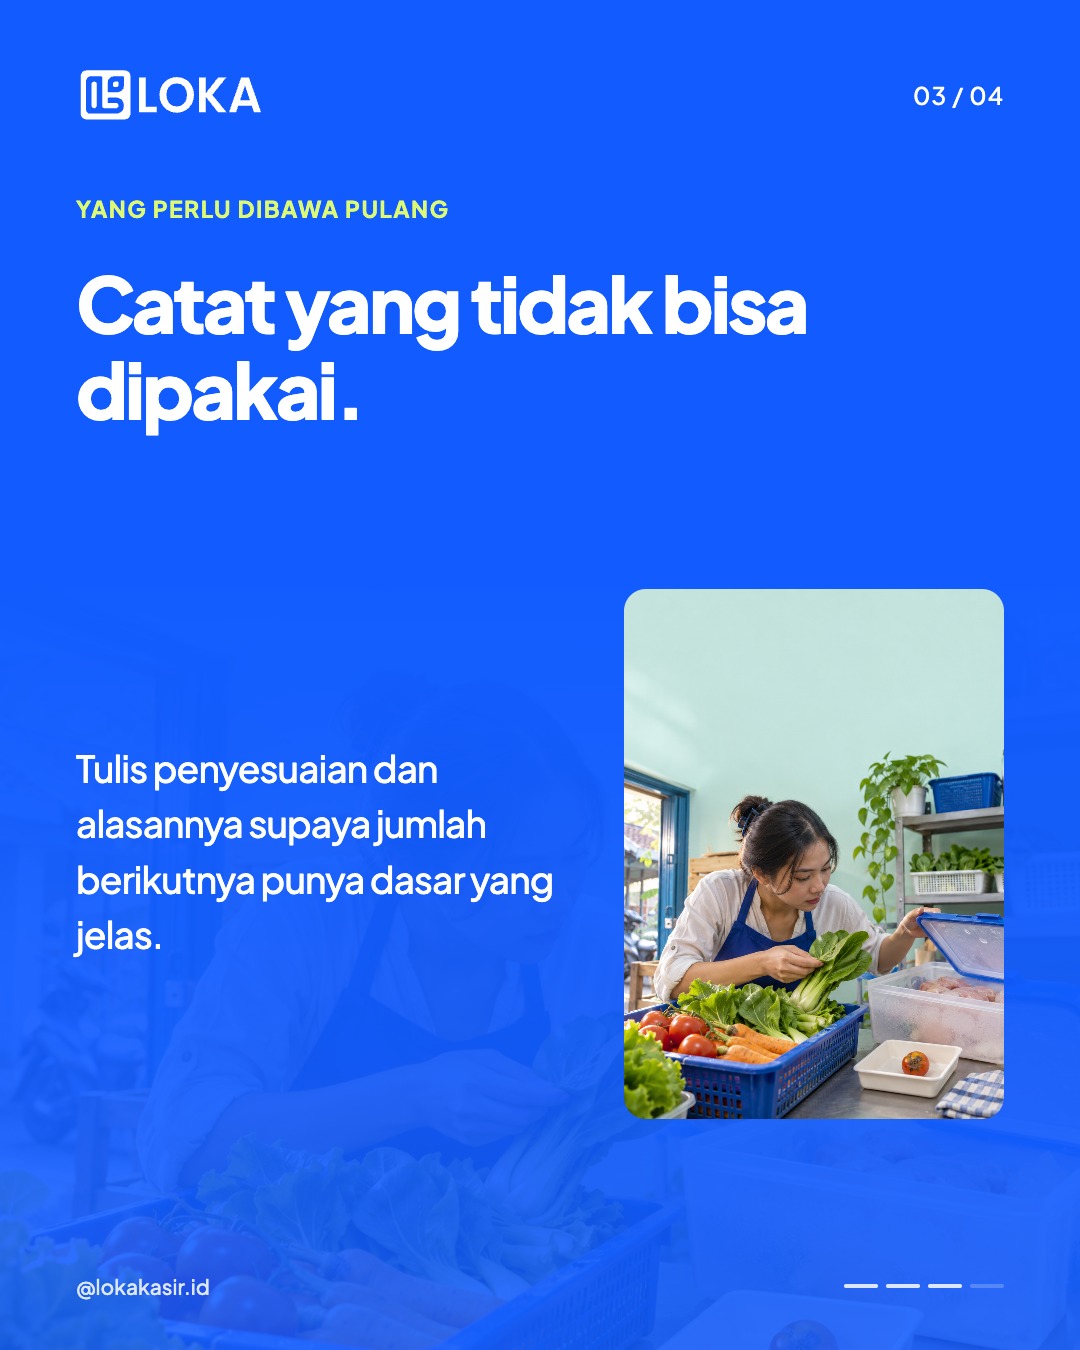 LOKA
03 / 04
YANG PERLU DIBAWA PULANG
Catat yang tidak bisa
dipakai.
Tulis penyesuaian dan
alasannya supaya jumlah
berikutnya punya dasar yang
jelas.
@lokakasir.id